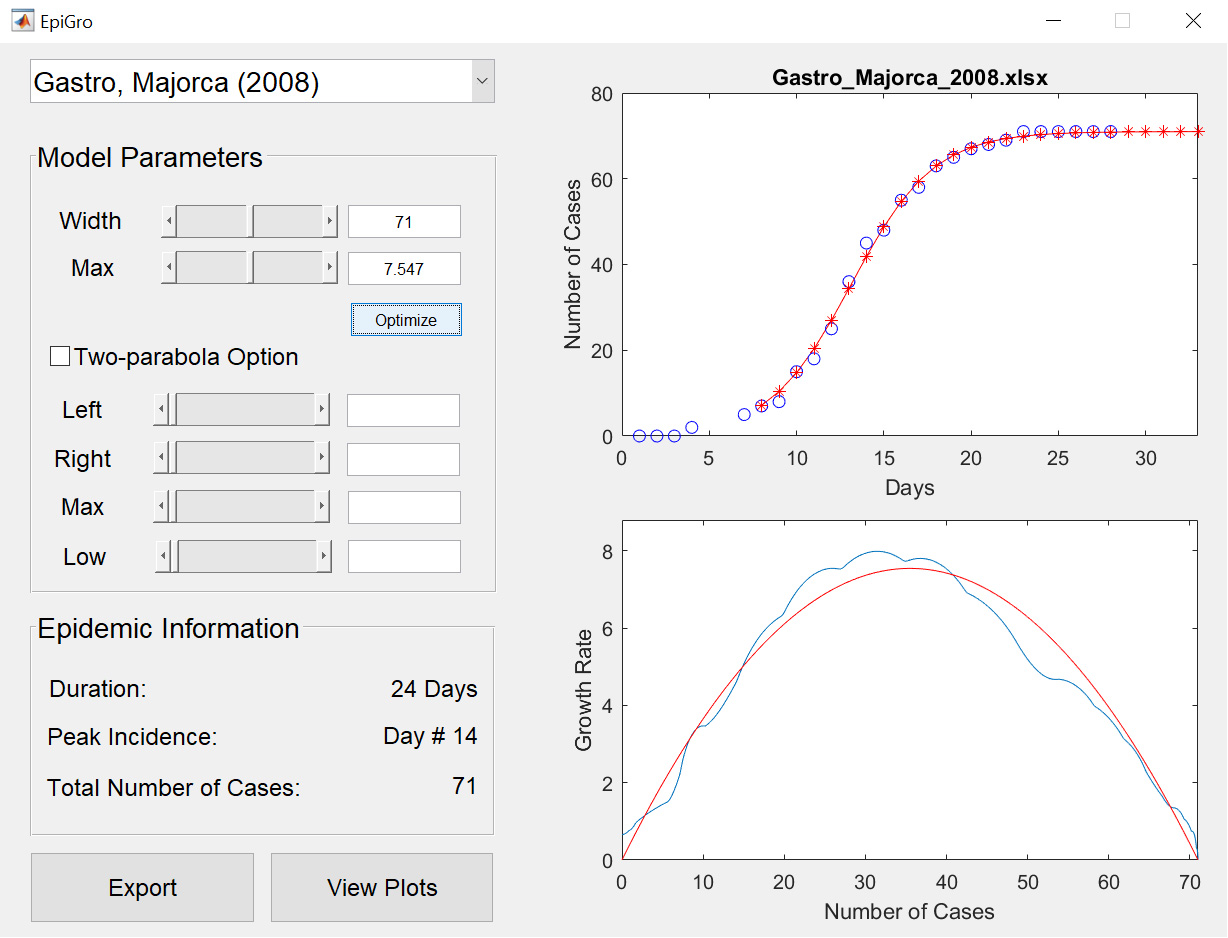 EpiGro
Gastro, Majorca (2008)
Model Parameters
Width 71
Max 7.547
Optimize
Two-parabola Option
Left
Right
Max
Low
Epidemic Information
Duration: 24 Days
Peak Incidence: Day # 14
Total Number of Cases: 71
Export View Plots
Gastro_Majorca_2008.xlsx
80
60
40
20
0
Number of Cases
0 5 10 15 20 25 30
Days
8
6
4
2
0
Growth Rate
0 10 20 30 40 50 60 70
Number of Cases